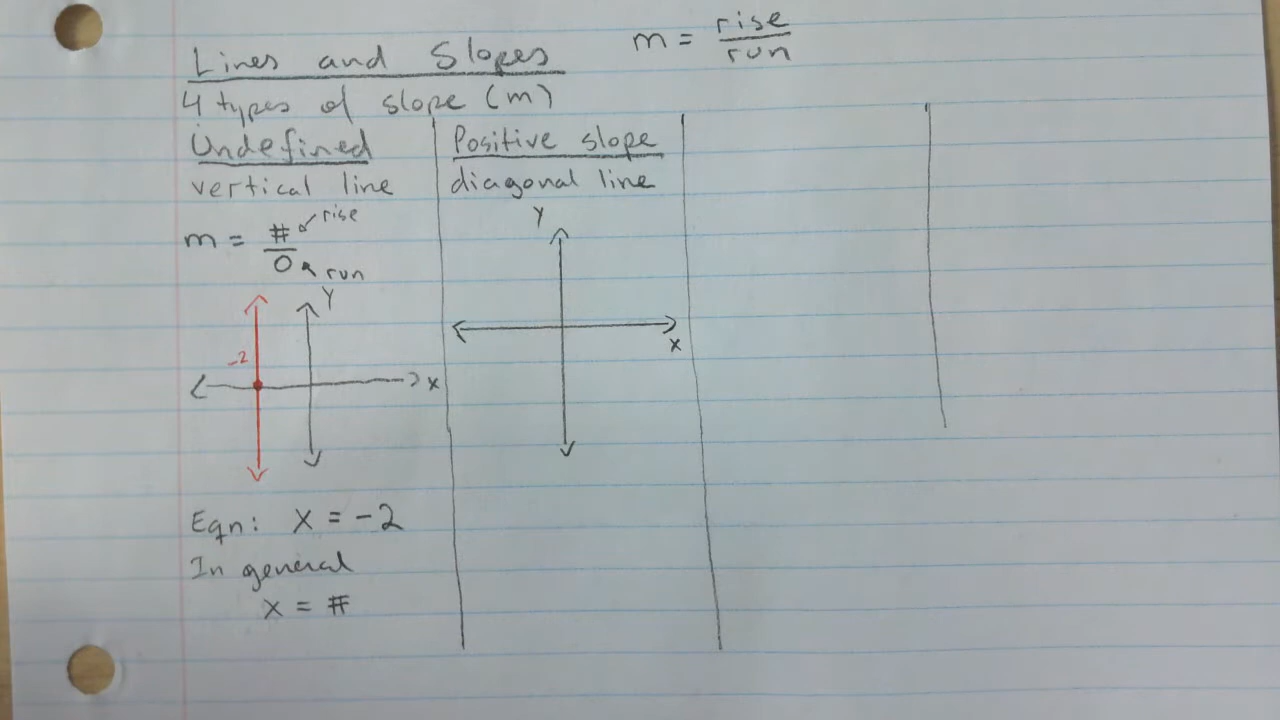 Lines and Slopes
m = rise/run
4 types of slope (m)
Undefined
vertical line
m = #/0
rise
run
Y
-2
X
Eqn: x = -2
In general
x = #
Positive slope
diagonal line
Y
X